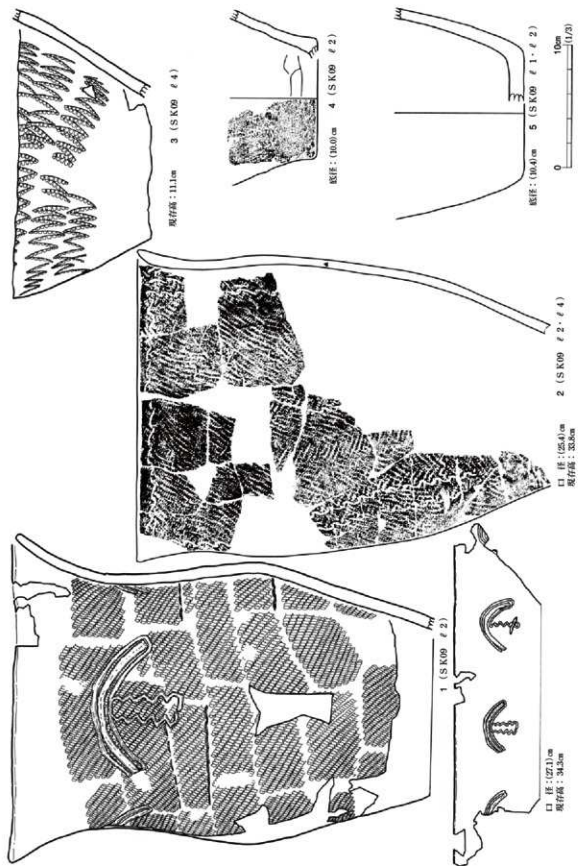 1 (SK09 ℓ2)
口　径：(27.1)cm
現存高：34.3cm
2 (SK09 ℓ2・ℓ4)
口　径：(25.4)cm
現存高：33.8cm
3 (SK09 ℓ4)
現存高：11.1cm
4 (SK09 ℓ2)
底径：(10.0)cm
5 (SK09 ℓ1・ℓ2)
底径：(10.4)cm
0 10cm
(1/3)